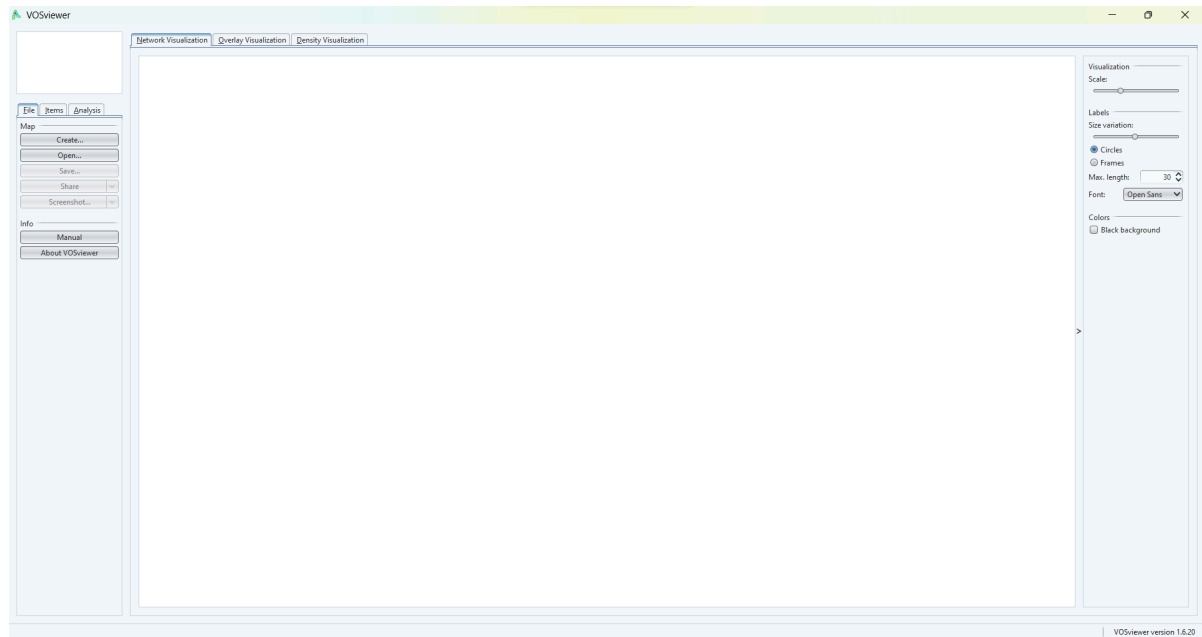 VOSviewer
Network Visualization Overlay Visualization Density Visualization
File Items Analysis
Map
Create...
Open...
Save...
Share
Screenshot...
Info
Manual
About VOSviewer
>
Visualization
Scale:
Labels
Size variation:
Circles
Frames
Max. length: 30
Font: Open Sans
Colors
Black background
VOSviewer version 1.6.20